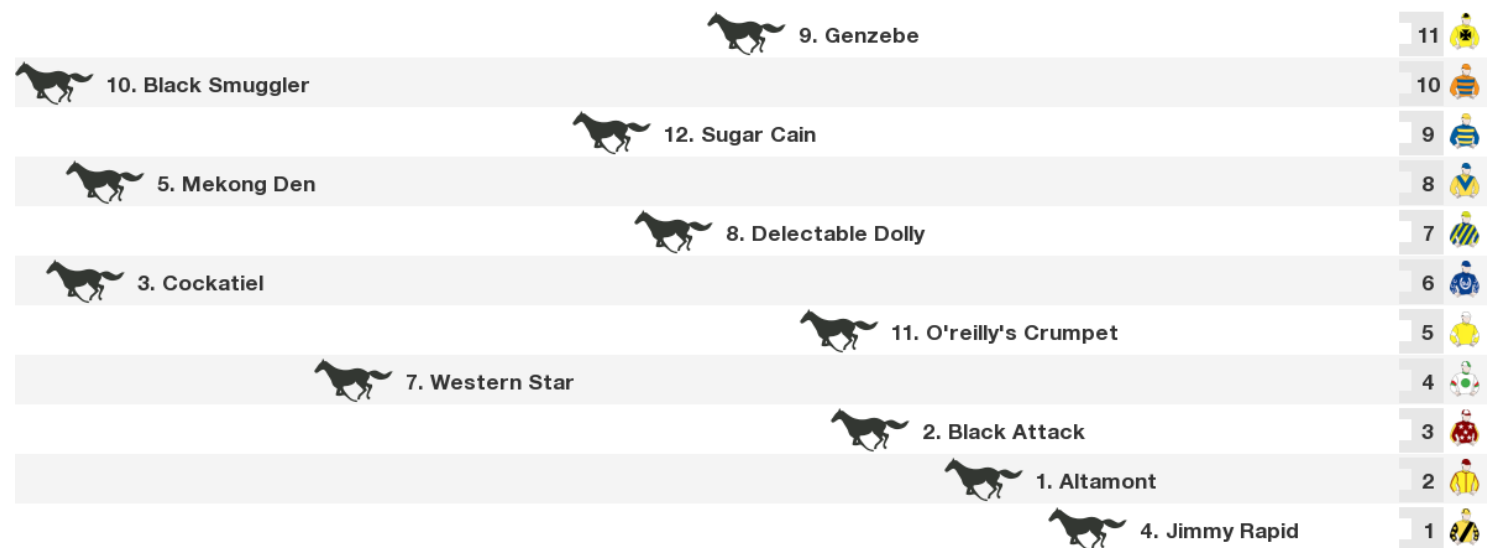 9. Genzebe 11
10. Black Smuggler 10
12. Sugar Cain 9
5. Mekong Den 8
8. Delectable Dolly 7
3. Cockatiel 6
11. O'reilly's Crumpet 5
7. Western Star 4
2. Black Attack 3
1. Altamont 2
4. Jimmy Rapid 1